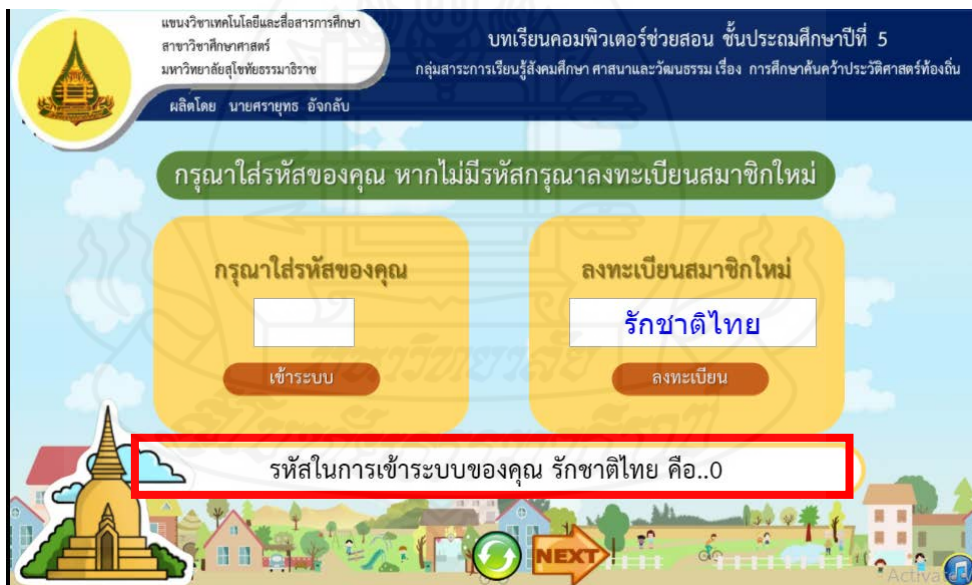 แขนงวิชาเทคโนโลยีและสื่อสารการศึกษา
สาขาวิชาศึกษาศาสตร์
มหาวิทยาลัยสุโขทัยธรรมาธิราช
ผลิตโดย นายศรายุทธ อัจกลับ
บทเรียนคอมพิวเตอร์ช่วยสอน ชั้นประถมศึกษาปีที่ 5
กลุ่มสาระการเรียนรู้สังคมศึกษา ศาสนาและวัฒนธรรม เรื่อง การศึกษาค้นคว้าประวัติศาสตร์ท้องถิ่น
กรุณาใส่รหัสของคุณ หากไม่มีรหัสกรุณาลงทะเบียนสมาชิกใหม่
กรุณาใส่รหัสของคุณ
เข้าระบบ
ลงทะเบียนสมาชิกใหม่
รักชาติไทย
ลงทะเบียน
รหัสในการเข้าระบบของคุณ รักชาติไทย คือ..0
NEXT